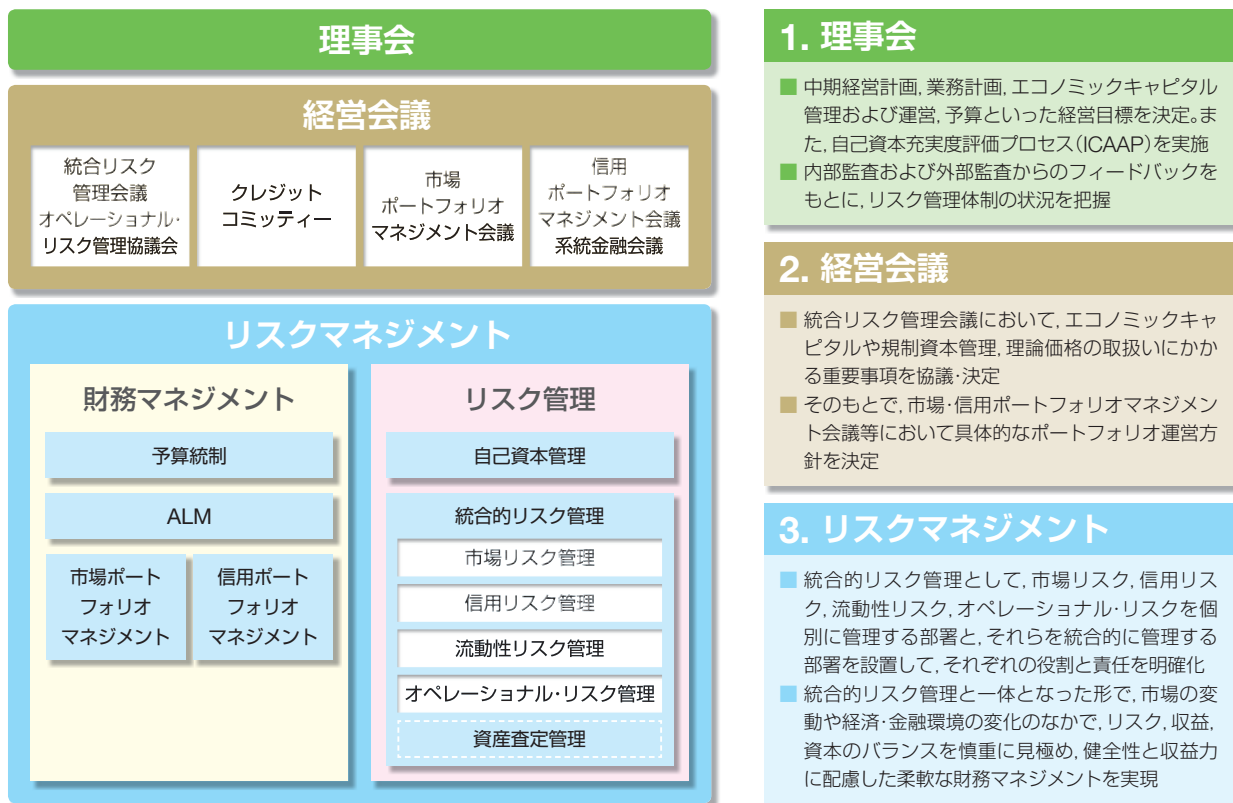 理事会
経営会議
統合リスク
管理会議
オペレーショナル・
リスク管理協議会
クレジット
コミッティー
市場
ポートフォリオ
マネジメント会議
信用
ポートフォリオ
マネジメント会議
系統金融会議
リスクマネジメント
財務マネジメント
予算統制
ALM
市場ポート
フォリオ
マネジメント
信用ポート
フォリオ
マネジメント
リスク管理
自己資本管理
統合的リスク管理
市場リスク管理
信用リスク管理
流動性リスク管理
オペレーショナル・リスク管理
資産査定管理
1. 理事会
■ 中期経営計画, 業務計画, エコノミックキャピタル
管理および運営, 予算といった経営目標を決定。ま
た, 自己資本充実度評価プロセス(ICAAP)を実施
■ 内部監査および外部監査からのフィードバックを
もとに, リスク管理体制の状況を把握
2. 経営会議
■ 統合リスク管理会議において, エコノミックキャ
ピタルや規制資本管理, 理論価格の取扱いにかか
る重要事項を協議・決定
■ そのもとで, 市場・信用ポートフォリオマネジメン
ト会議等において具体的なポートフォリオ運営方
針を決定
3. リスクマネジメント
■ 統合的リスク管理として, 市場リスク, 信用リス
ク, 流動性リスク, オペレーショナル・リスクを個
別に管理する部署と, それらを統合的に管理する
部署を設置して, それぞれの役割と責任を明確化
■ 統合的リスク管理と一体となった形で, 市場の変
動や経済・金融環境の変化のなかで, リスク, 収益,
資本のバランスを慎重に見極め, 健全性と収益力
に配慮した柔軟な財務マネジメントを実現